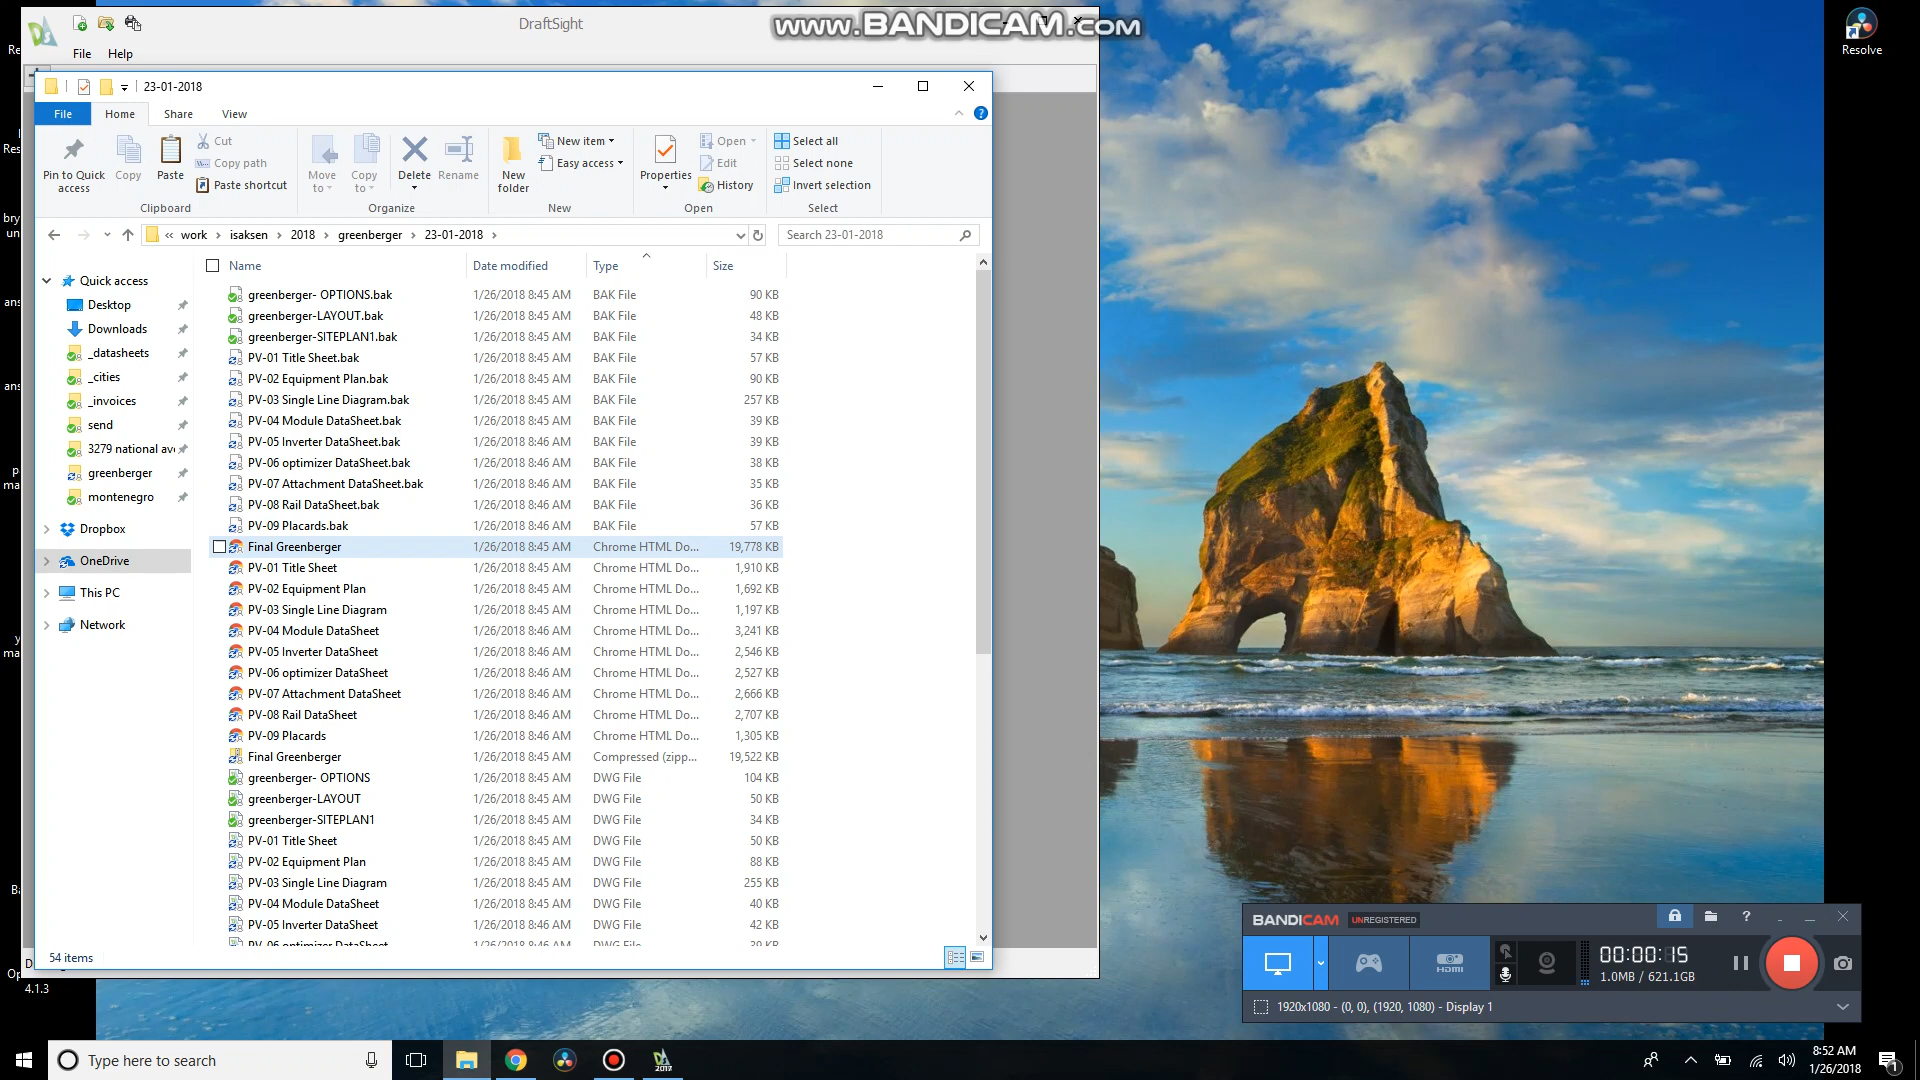 DraftSight
www.BANDICAM.com
Resolve
File Help
23-01-2018
File Home Share View
Pin to Quick access
Copy
Paste
Cut
Copy path
Paste shortcut
Clipboard
Move to
Copy to
Delete
Rename
Organize
New folder
New item
Easy access
New
Properties
Open
Edit
History
Open
Select all
Select none
Invert selection
Select
« work › isaksen › 2018 › greenberger › 23-01-2018 ›
Search 23-01-2018
Quick access
Desktop
Downloads
_datasheets
_cities
_invoices
send
3279 national av
greenberger
montenegro
Dropbox
OneDrive
This PC
Network
Name Date modified Type Size
greenberger- OPTIONS.bak 1/26/2018 8:45 AM BAK File 90 KB
greenberger-LAYOUT.bak 1/26/2018 8:45 AM BAK File 48 KB
greenberger-SITEPLAN1.bak 1/26/2018 8:45 AM BAK File 34 KB
PV-01 Title Sheet.bak 1/26/2018 8:45 AM BAK File 57 KB
PV-02 Equipment Plan.bak 1/26/2018 8:45 AM BAK File 90 KB
PV-03 Single Line Diagram.bak 1/26/2018 8:45 AM BAK File 257 KB
PV-04 Module DataSheet.bak 1/26/2018 8:45 AM BAK File 39 KB
PV-05 Inverter DataSheet.bak 1/26/2018 8:45 AM BAK File 39 KB
PV-06 optimizer DataSheet.bak 1/26/2018 8:45 AM BAK File 38 KB
PV-07 Attachment DataSheet.bak 1/26/2018 8:45 AM BAK File 35 KB
PV-08 Rail DataSheet.bak 1/26/2018 8:45 AM BAK File 36 KB
PV-09 Placards.bak 1/26/2018 8:45 AM BAK File 57 KB
Final Greenberger 1/26/2018 8:45 AM Chrome HTML Do... 19,778 KB
PV-01 Title Sheet 1/26/2018 8:45 AM Chrome HTML Do... 1,910 KB
PV-02 Equipment Plan 1/26/2018 8:45 AM Chrome HTML Do... 1,692 KB
PV-03 Single Line Diagram 1/26/2018 8:45 AM Chrome HTML Do... 1,197 KB
PV-04 Module DataSheet 1/26/2018 8:46 AM Chrome HTML Do... 3,241 KB
PV-05 Inverter DataSheet 1/26/2018 8:46 AM Chrome HTML Do... 2,546 KB
PV-06 optimizer DataSheet 1/26/2018 8:46 AM Chrome HTML Do... 2,527 KB
PV-07 Attachment DataSheet 1/26/2018 8:46 AM Chrome HTML Do... 2,666 KB
PV-08 Rail DataSheet 1/26/2018 8:46 AM Chrome HTML Do... 2,707 KB
PV-09 Placards 1/26/2018 8:46 AM Chrome HTML Do... 1,305 KB
Final Greenberger 1/26/2018 8:45 AM Compressed (zipp... 19,522 KB
greenberger- OPTIONS 1/26/2018 8:45 AM DWG File 104 KB
greenberger-LAYOUT 1/26/2018 8:45 AM DWG File 50 KB
greenberger-SITEPLAN1 1/26/2018 8:45 AM DWG File 34 KB
PV-01 Title Sheet 1/26/2018 8:45 AM DWG File 50 KB
PV-02 Equipment Plan 1/26/2018 8:45 AM DWG File 88 KB
PV-03 Single Line Diagram 1/26/2018 8:45 AM DWG File 255 KB
PV-04 Module DataSheet 1/26/2018 8:46 AM DWG File 40 KB
PV-05 Inverter DataSheet 1/26/2018 8:46 AM DWG File 42 KB
PV-06 optimizer DataSheet 1/26/2018 8:46 AM DWG File 39 KB
54 items
4.1.3
BANDICAM UNREGISTERED
HDMI
00:00:15
1.0MB / 621.1GB
1920x1080 - (0, 0), (1920, 1080) - Display 1
Type here to search
2017
8:52 AM
1/26/2018
1